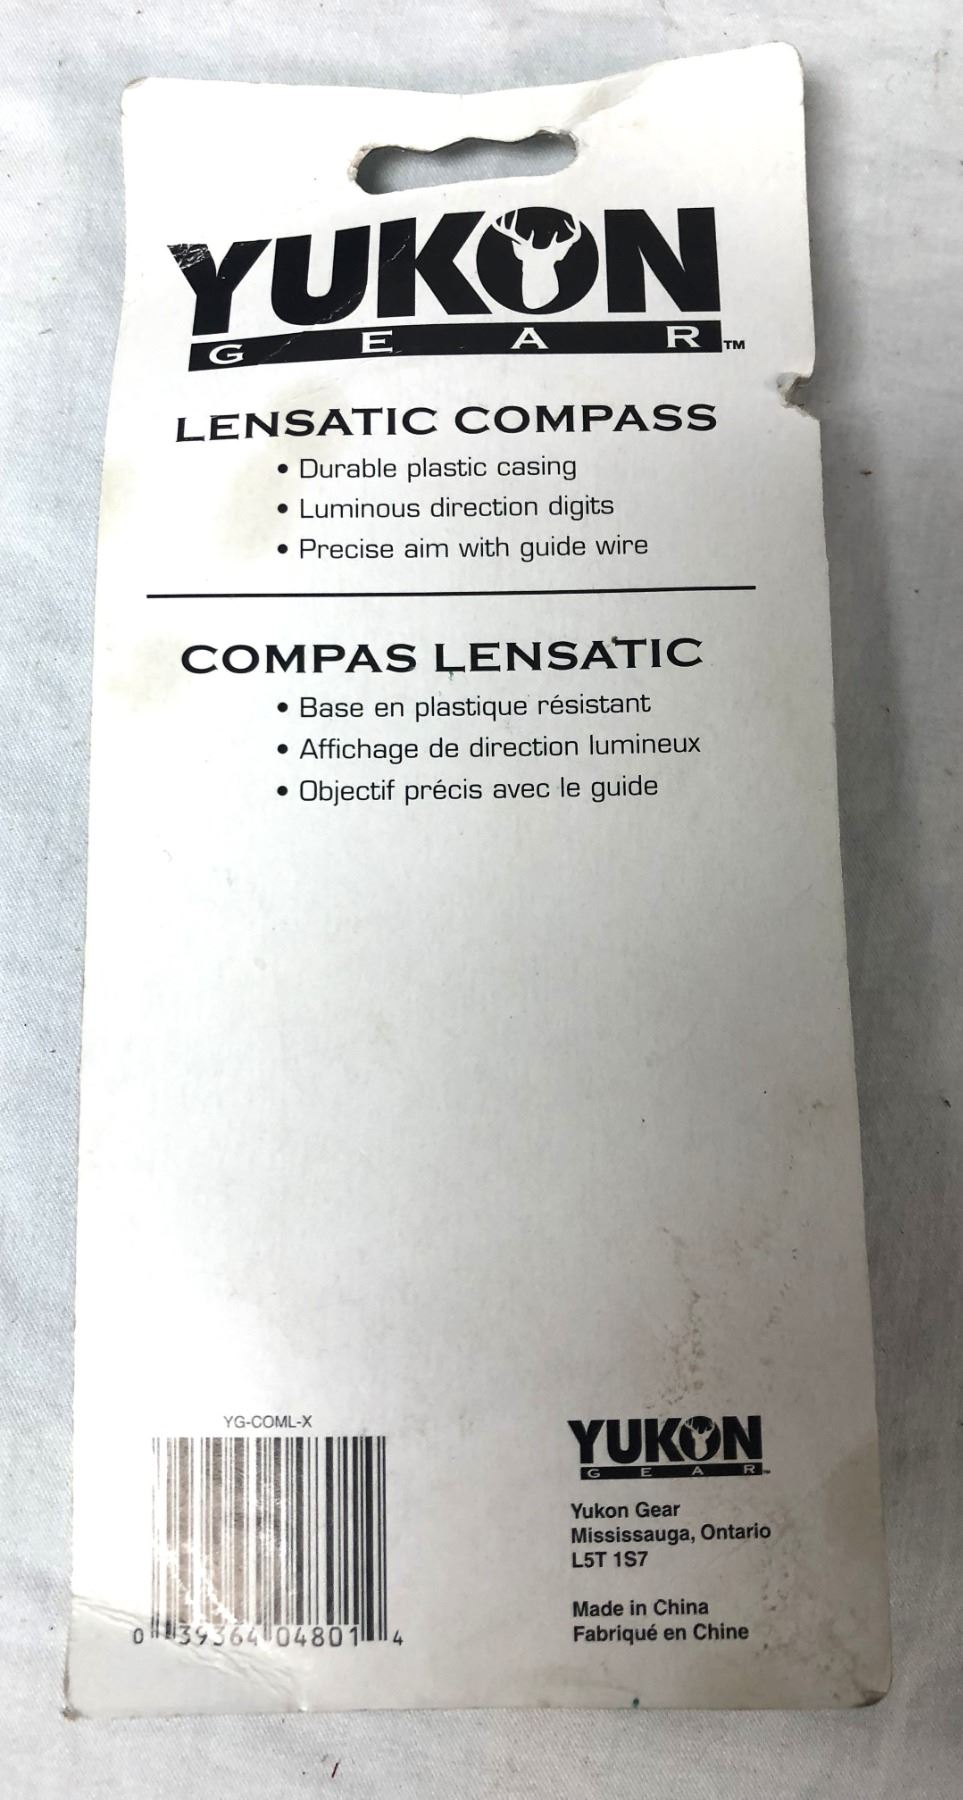 YUKON
GEAR™
LENSATIC COMPASS
• Durable plastic casing
• Luminous direction digits
• Precise aim with guide wire
COMPAS LENSATIC
• Base en plastique résistant
• Affichage de direction lumineux
• Objectif précis avec le guide
YG-COML-X
0 39364 04801 4
YUKON
GEAR™
Yukon Gear
Mississauga, Ontario
L5T 1S7
Made in China
Fabriqué en Chine